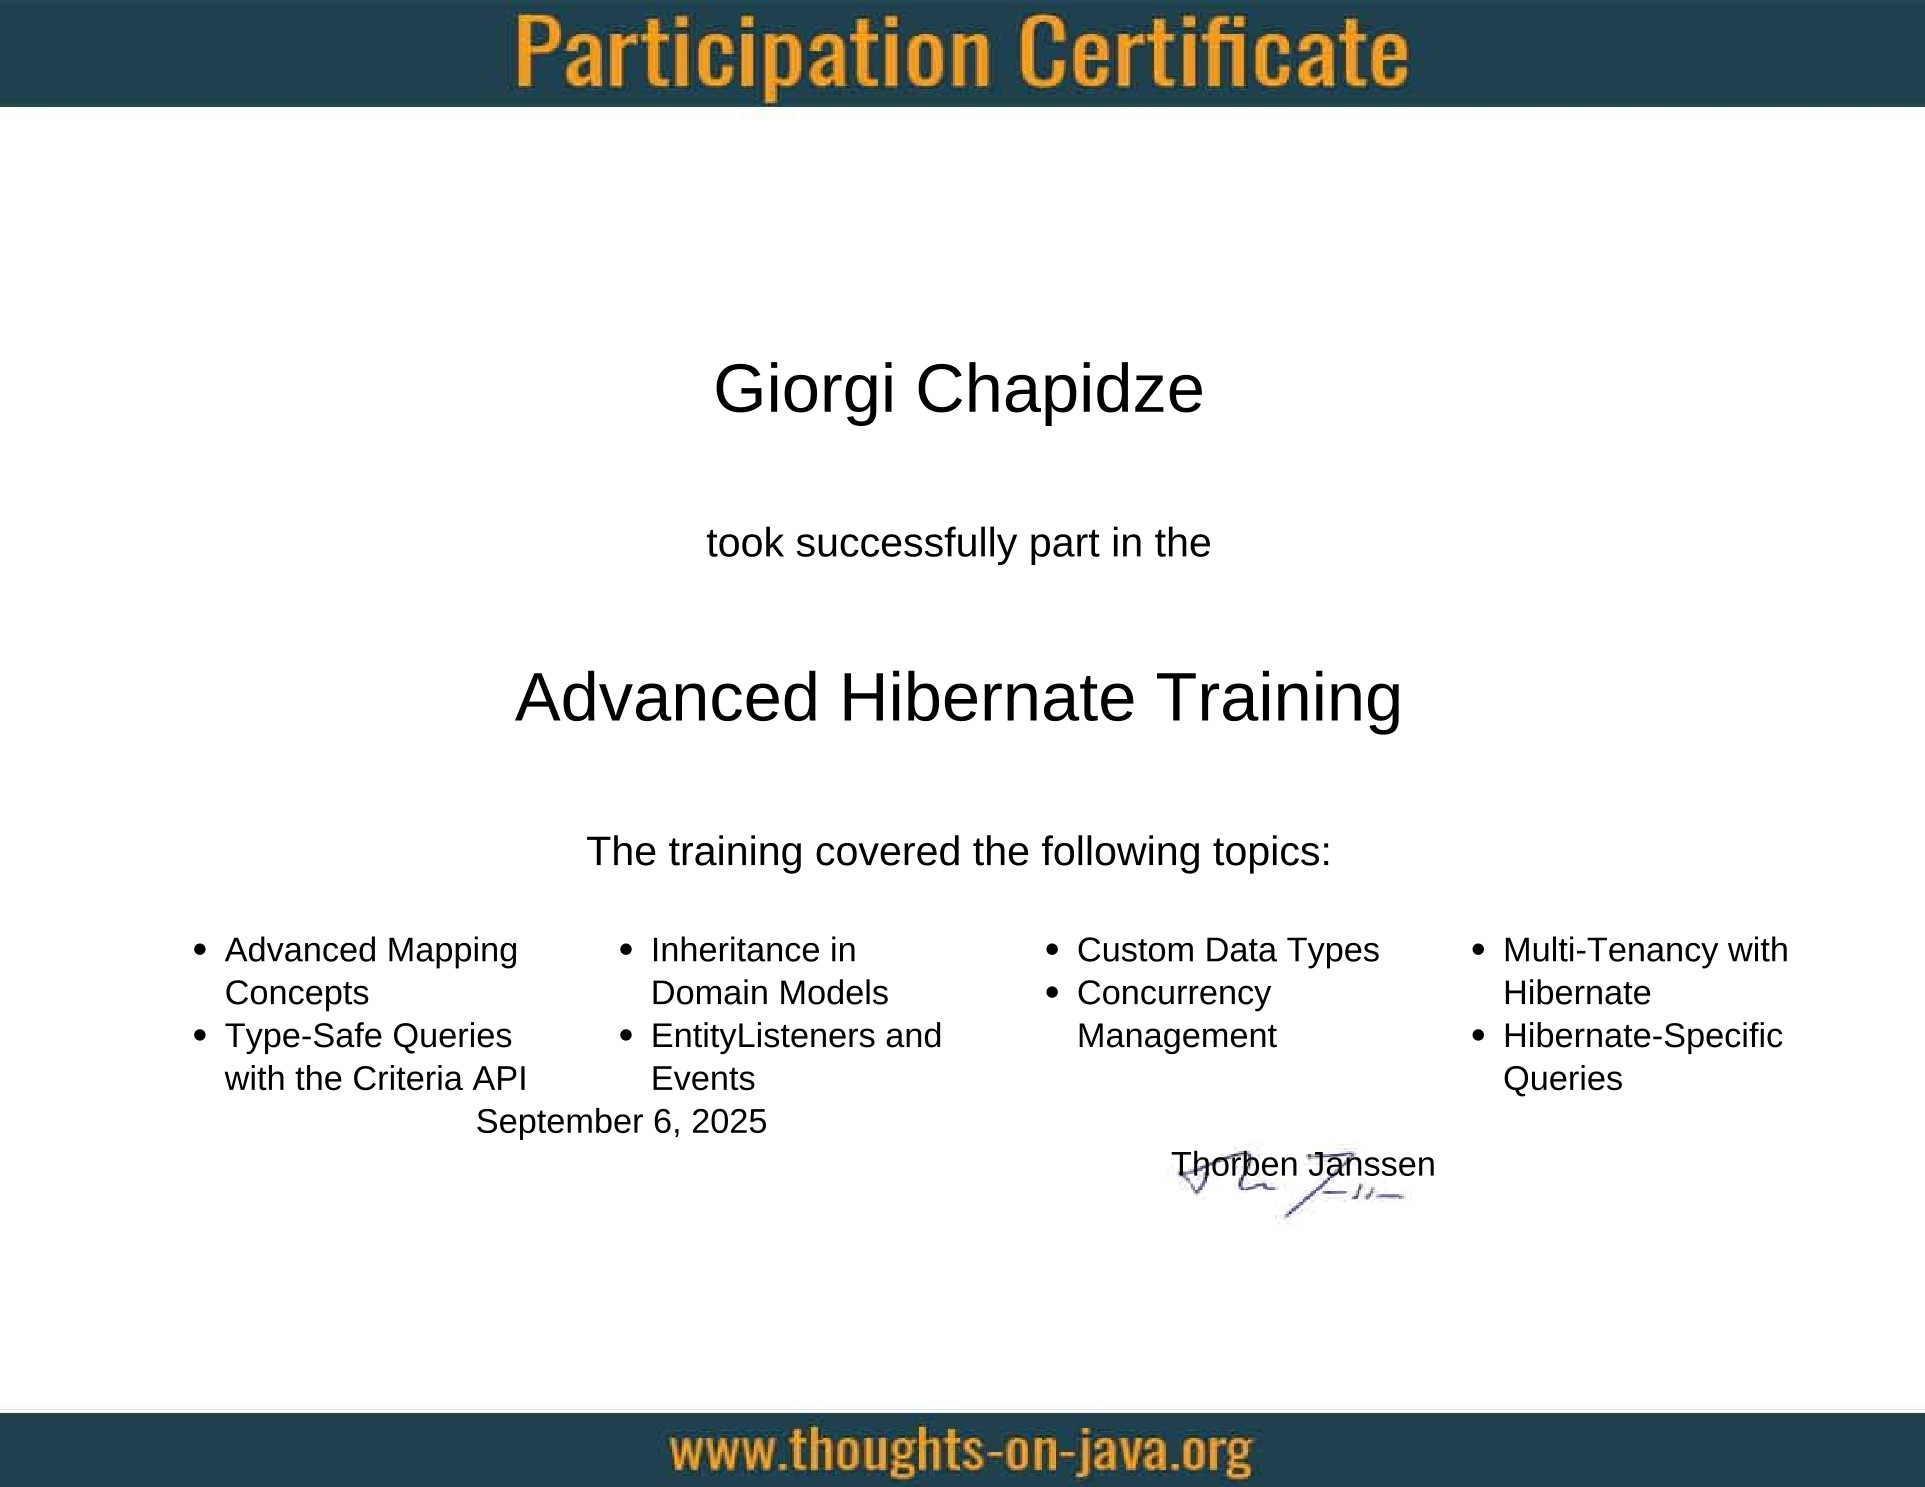 Participation Certificate
Giorgi Chapidze
took successfully part in the
Advanced Hibernate Training
The training covered the following topics:
• Advanced Mapping
Concepts
• Type-Safe Queries
with the Criteria API
• Inheritance in
Domain Models
• EntityListeners and
Events
• Custom Data Types
• Concurrency
Management
• Multi-Tenancy with
Hibernate
• Hibernate-Specific
Queries
September 6, 2025
Thorben Janssen
www.thoughts-on-java.org